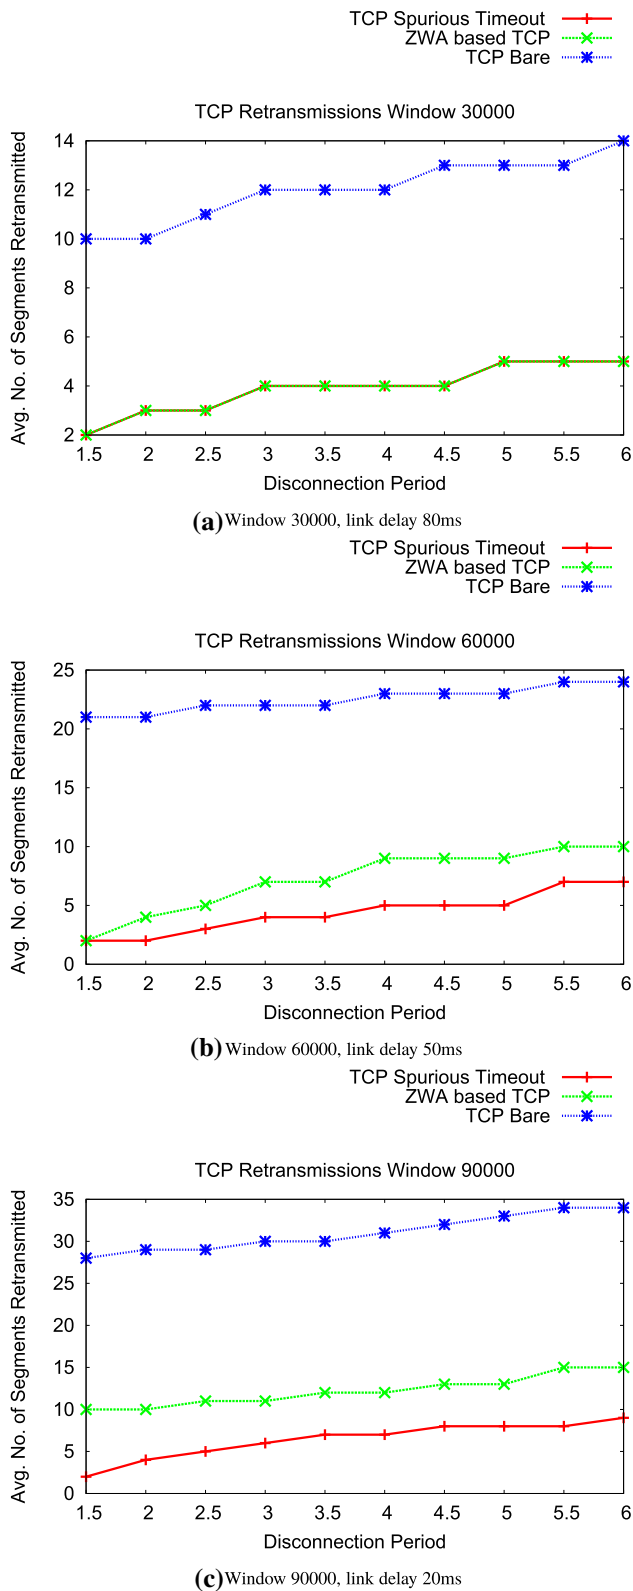 TCP Spurious Timeout
ZWA based TCP
TCP Bare
TCP Retransmissions Window 30000
Avg. No. of Segments Retransmitted
14
12
10
8
6
4
2
1.5 2 2.5 3 3.5 4 4.5 5 5.5 6
Disconnection Period
(a) Window 30000, link delay 80ms
TCP Spurious Timeout
ZWA based TCP
TCP Bare
TCP Retransmissions Window 60000
Avg. No. of Segments Retransmitted
25
20
15
10
5
0
1.5 2 2.5 3 3.5 4 4.5 5 5.5 6
Disconnection Period
(b) Window 60000, link delay 50ms
TCP Spurious Timeout
ZWA based TCP
TCP Bare
TCP Retransmissions Window 90000
Avg. No. of Segments Retransmitted
35
30
25
20
15
10
5
0
1.5 2 2.5 3 3.5 4 4.5 5 5.5 6
Disconnection Period
(c) Window 90000, link delay 20ms